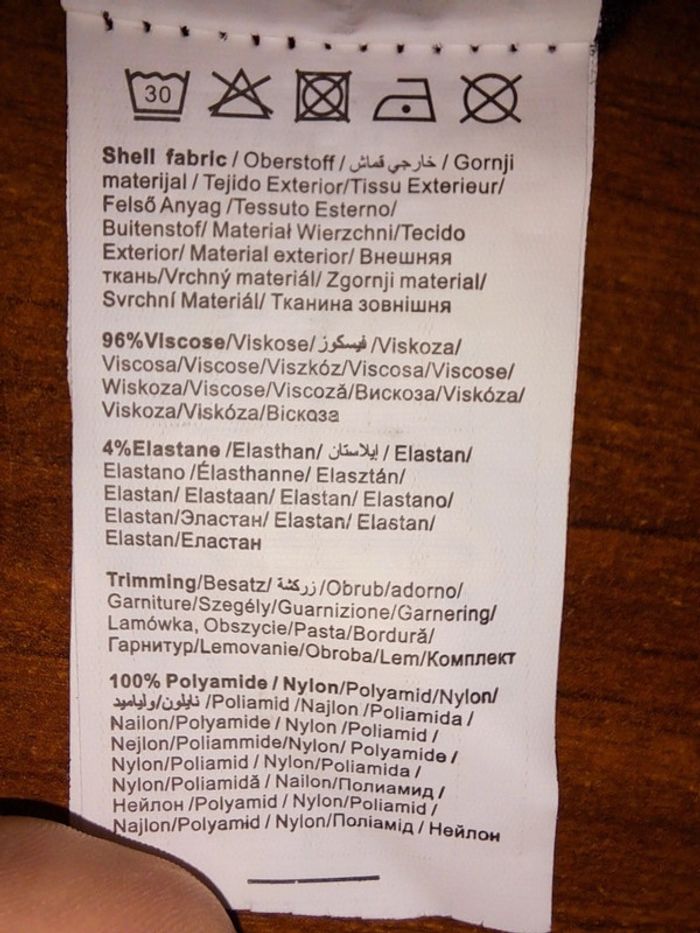 30
Shell fabric / Oberstoff / خارجي قماش / Gornji
materijal / Tejido Exterior/Tissu Exterieur/
Felső Anyag /Tessuto Esterno/
Buitenstof/ Materiał Wierzchni/Tecido
Exterior/ Material exterior/ Внешняя
ткань/Vrchný materiál/ Zgornji material/
Svrchní Materiál/ Тканина зовнішня
96%Viscose/Viskose/ فيسكوز /Viskoza/
Viscosa/Viscose/Viszkóz/Viscosa/Viscose/
Wiskoza/Viscose/Viscoză/Вискоза/Viskóza/
Viskoza/Viskóza/Віскоза
4%Elastane /Elasthan/ ايلاستان / Elastan/
Elastano /Élasthanne/ Elasztán/
Elastan/ Elastaan/ Elastan/ Elastano/
Elastan/Эластан/ Elastan/ Elastan/
Elastan/Еластан
Trimming/Besatz/ زركشة /Obrub/adorno/
Garniture/Szegély/Guarnizione/Garnering/
Lamówka, Obszycie/Pasta/Bordură/
Гарнитур/Lemovanie/Obroba/Lem/Комплект
100% Polyamide / Nylon/Polyamid/Nylon/
نايلون/ /Poliamid /Najlon /Poliamida /
Nailon/Polyamide / Nylon /Poliamid /
Nejlon/Poliammide/Nylon/ Polyamide /
Nylon/Poliamid / Nylon/Poliamida /
Nylon/Poliamidă / Nailon/Полиамид /
Нейлон /Polyamid / Nylon/Poliamid /
Najlon/Polyamid / Nylon/Поліамід / Нейлон